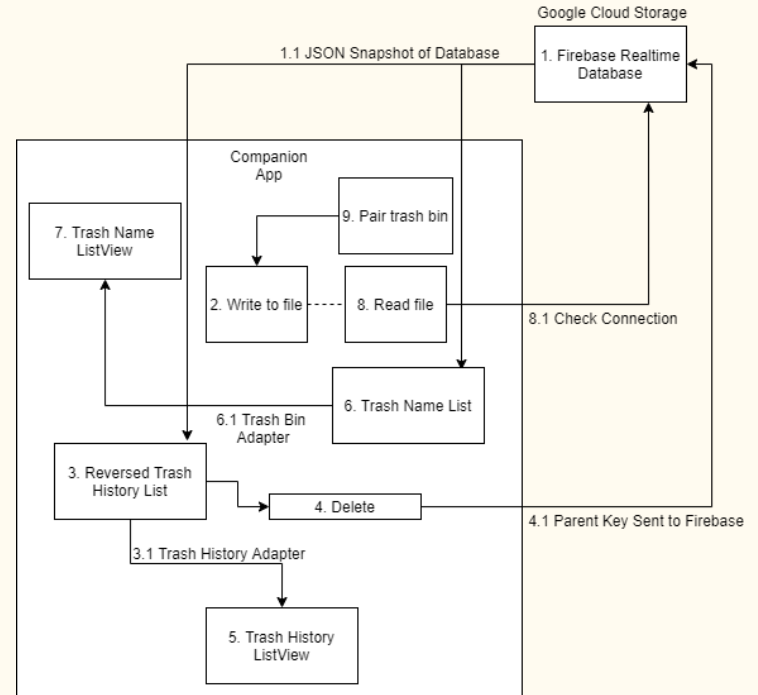 Google Cloud Storage
1.1 JSON Snapshot of Database
1. Firebase Realtime
Database
Companion
App
9. Pair trash bin
7. Trash Name
ListView
2. Write to file
8. Read file
8.1 Check Connection
6. Trash Name List
6.1 Trash Bin
Adapter
3. Reversed Trash
History List
4. Delete
4.1 Parent Key Sent to Firebase
3.1 Trash History Adapter
5. Trash History
ListView